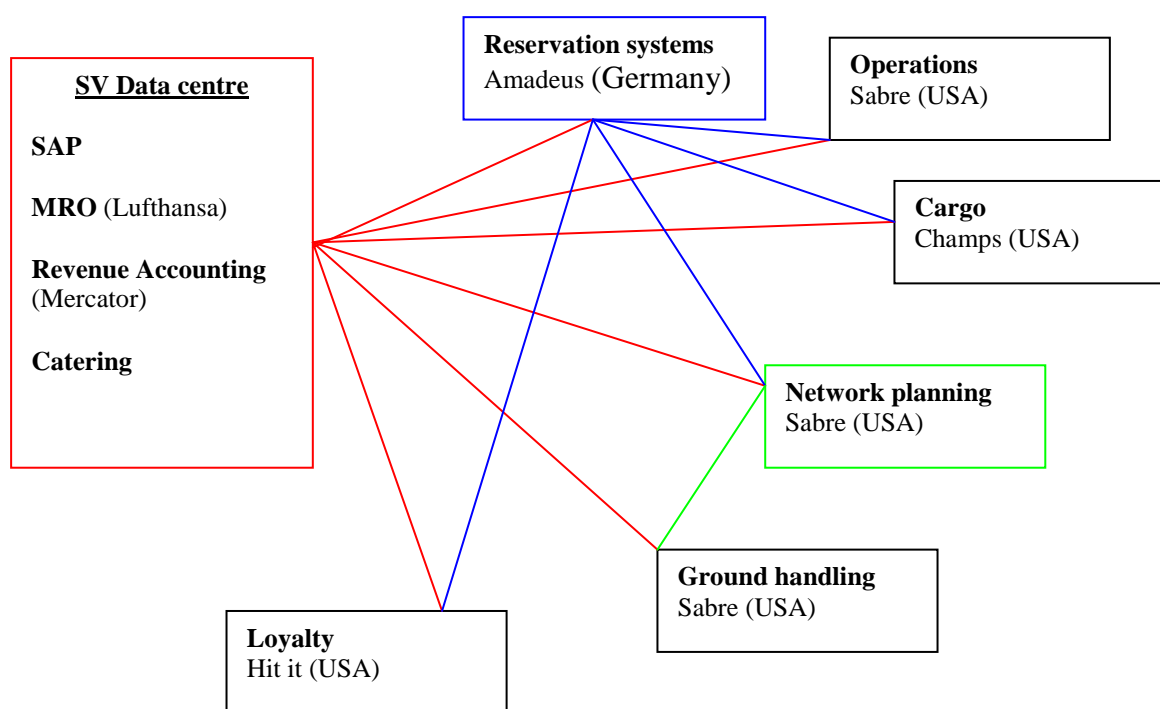 SV Data centre
SAP
MRO (Lufthansa)
Revenue Accounting
(Mercator)
Catering
Reservation systems
Amadeus (Germany)
Operations
Sabre (USA)
Cargo
Champs (USA)
Network planning
Sabre (USA)
Ground handling
Sabre (USA)
Loyalty
Hit it (USA)